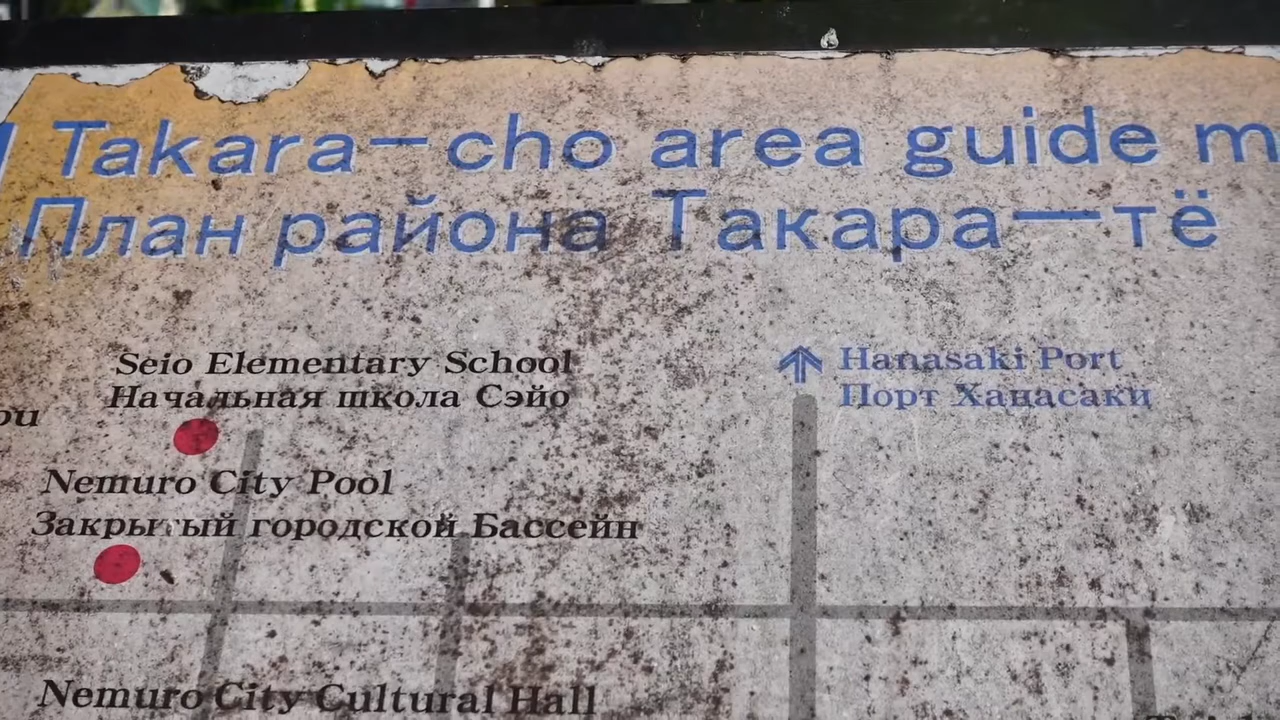 Takara—cho area guide m
План района Такара—тё
Seio Elementary School
Начальная школа Сэйо
Hanasaki Port
Порт Ханасаки
ou
Nemuro City Pool
Закрытый городской Бассейн
Nemuro City Cultural Hall